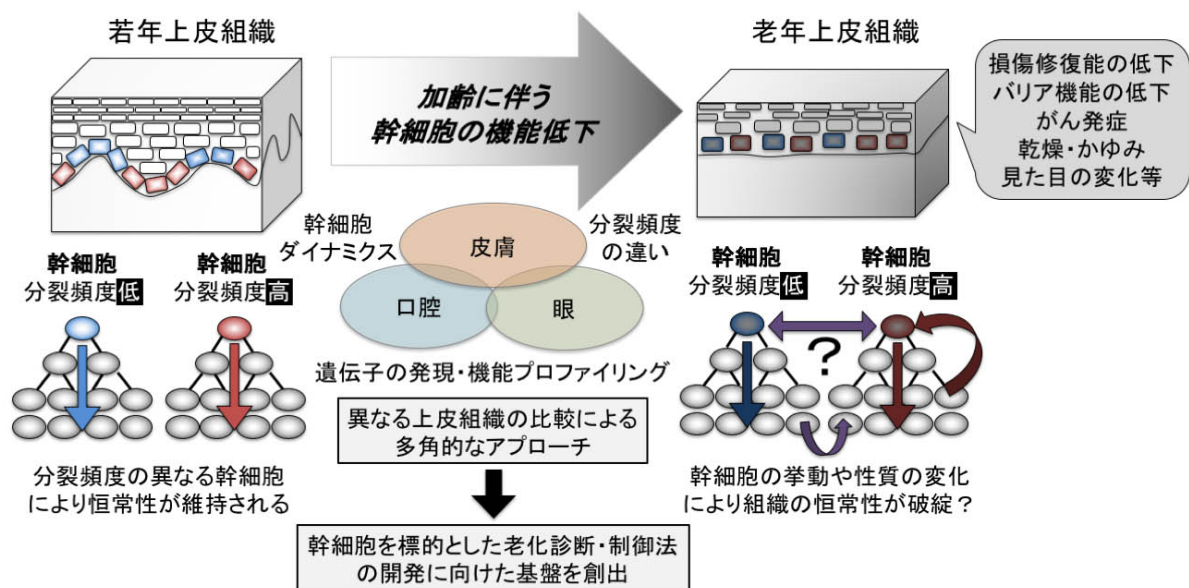 若年上皮組織
加齢に伴う
幹細胞の機能低下
老年上皮組織
損傷修復能の低下
バリア機能の低下
がん発症
乾燥・かゆみ
見た目の変化等
幹細胞
分裂頻度低
幹細胞
分裂頻度高
分裂頻度の異なる幹細胞
により恒常性が維持される
幹細胞
ダイナミクス
分裂頻度
の違い
皮膚
口腔
眼
遺伝子の発現・機能プロファイリング
異なる上皮組織の比較による
多角的なアプローチ
幹細胞を標的とした老化診断・制御法
の開発に向けた基盤を創出
幹細胞
分裂頻度低
幹細胞
分裂頻度高
?
幹細胞の挙動や性質の変化
により組織の恒常性が破綻？